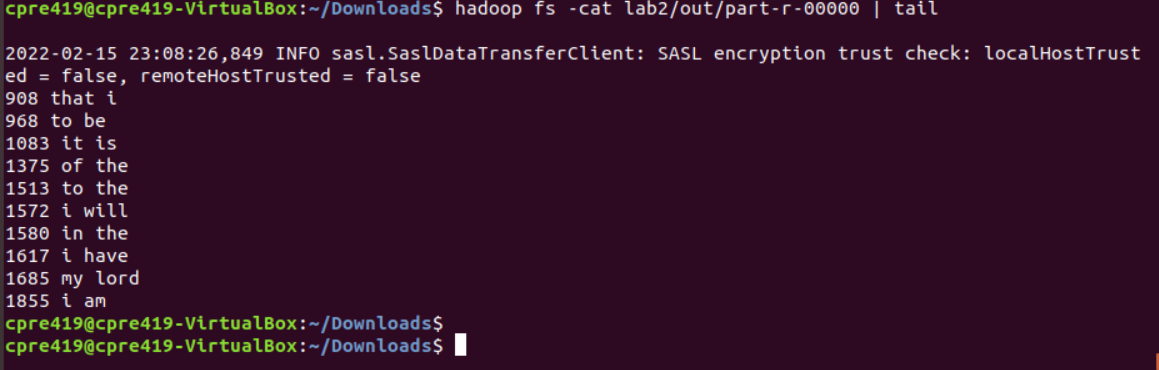 cpre419@cpre419-VirtualBox:~/Downloads$ hadoop fs -cat lab2/out/part-r-00000 | tail
2022-02-15 23:08:26,849 INFO sasl.SaslDataTransferClient: SASL encryption trust check: localHostTrust
ed = false, remoteHostTrusted = false
908 that i
968 to be
1083 it is
1375 of the
1513 to the
1572 i will
1580 in the
1617 i have
1685 my lord
1855 i am
cpre419@cpre419-VirtualBox:~/Downloads$
cpre419@cpre419-VirtualBox:~/Downloads$